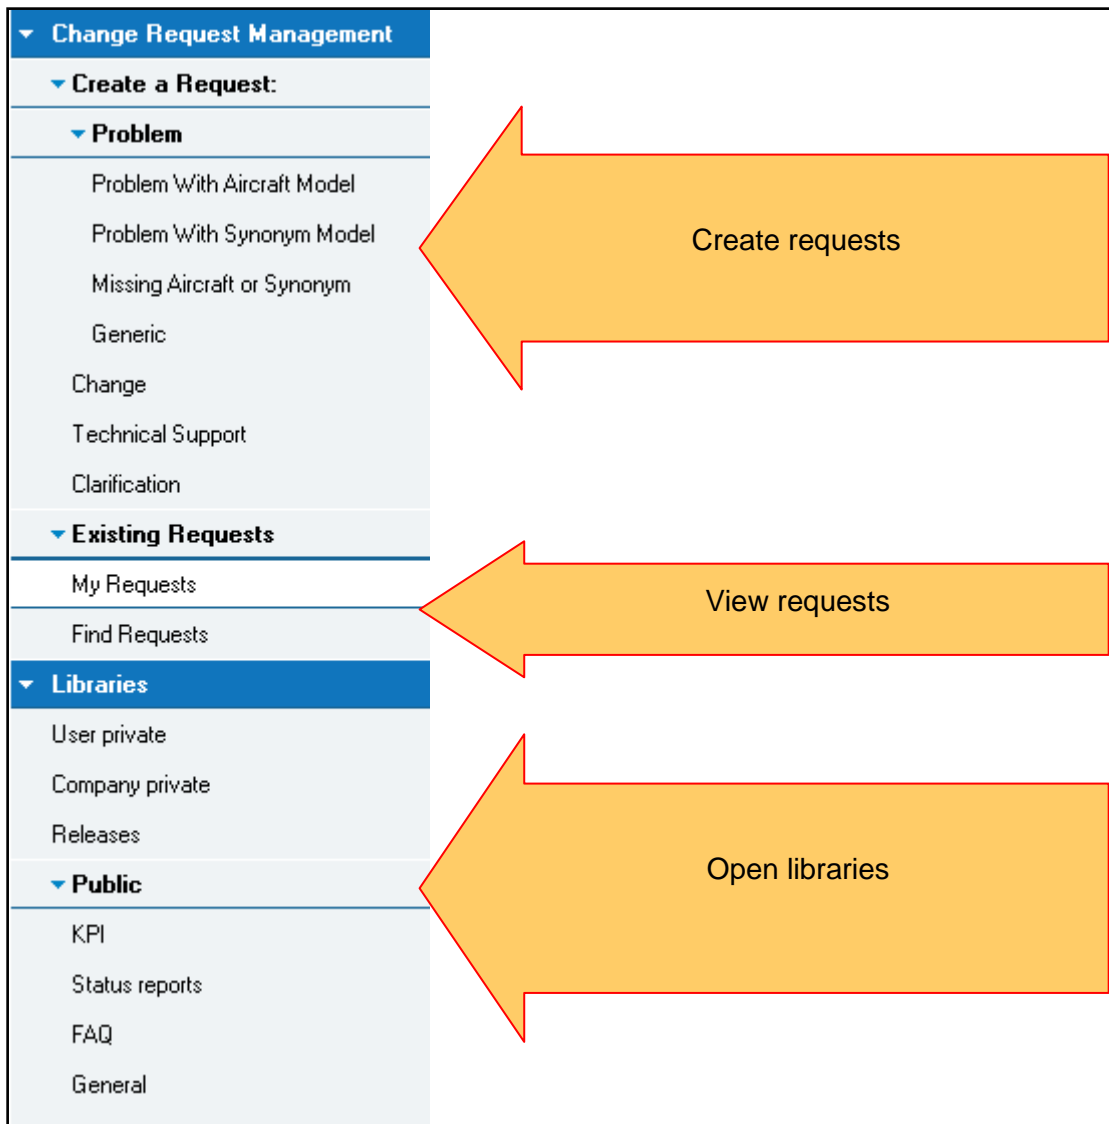 Change Request Management
Create a Request:
Problem
Problem With Aircraft Model
Problem With Synonym Model
Missing Aircraft or Synonym
Generic
Change
Technical Support
Clarification
Existing Requests
My Requests
Find Requests
Libraries
User private
Company private
Releases
Public
KPI
Status reports
FAQ
General
Create requests
View requests
Open libraries